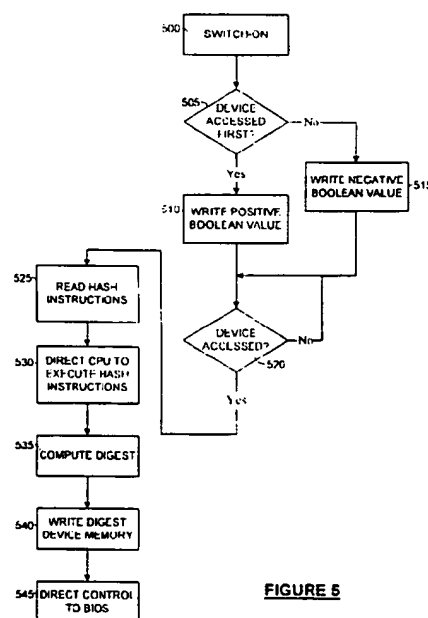 500
SWITCH-ON
505
DEVICE
ACCESSED
FIRST?
No
Yes
510
WRITE POSITIVE
BOOLEAN VALUE
WRITE NEGATIVE
BOOLEAN VALUE
515
DEVICE
ACCESSED?
520
No
Yes
525
READ HASH
INSTRUCTIONS
530
DIRECT CPU TO
EXECUTE HASH
INSTRUCTIONS
535
COMPUTE DIGEST
540
WRITE DIGEST
DEVICE MEMORY
545
DIRECT CONTROL
TO BIOS
FIGURE 5